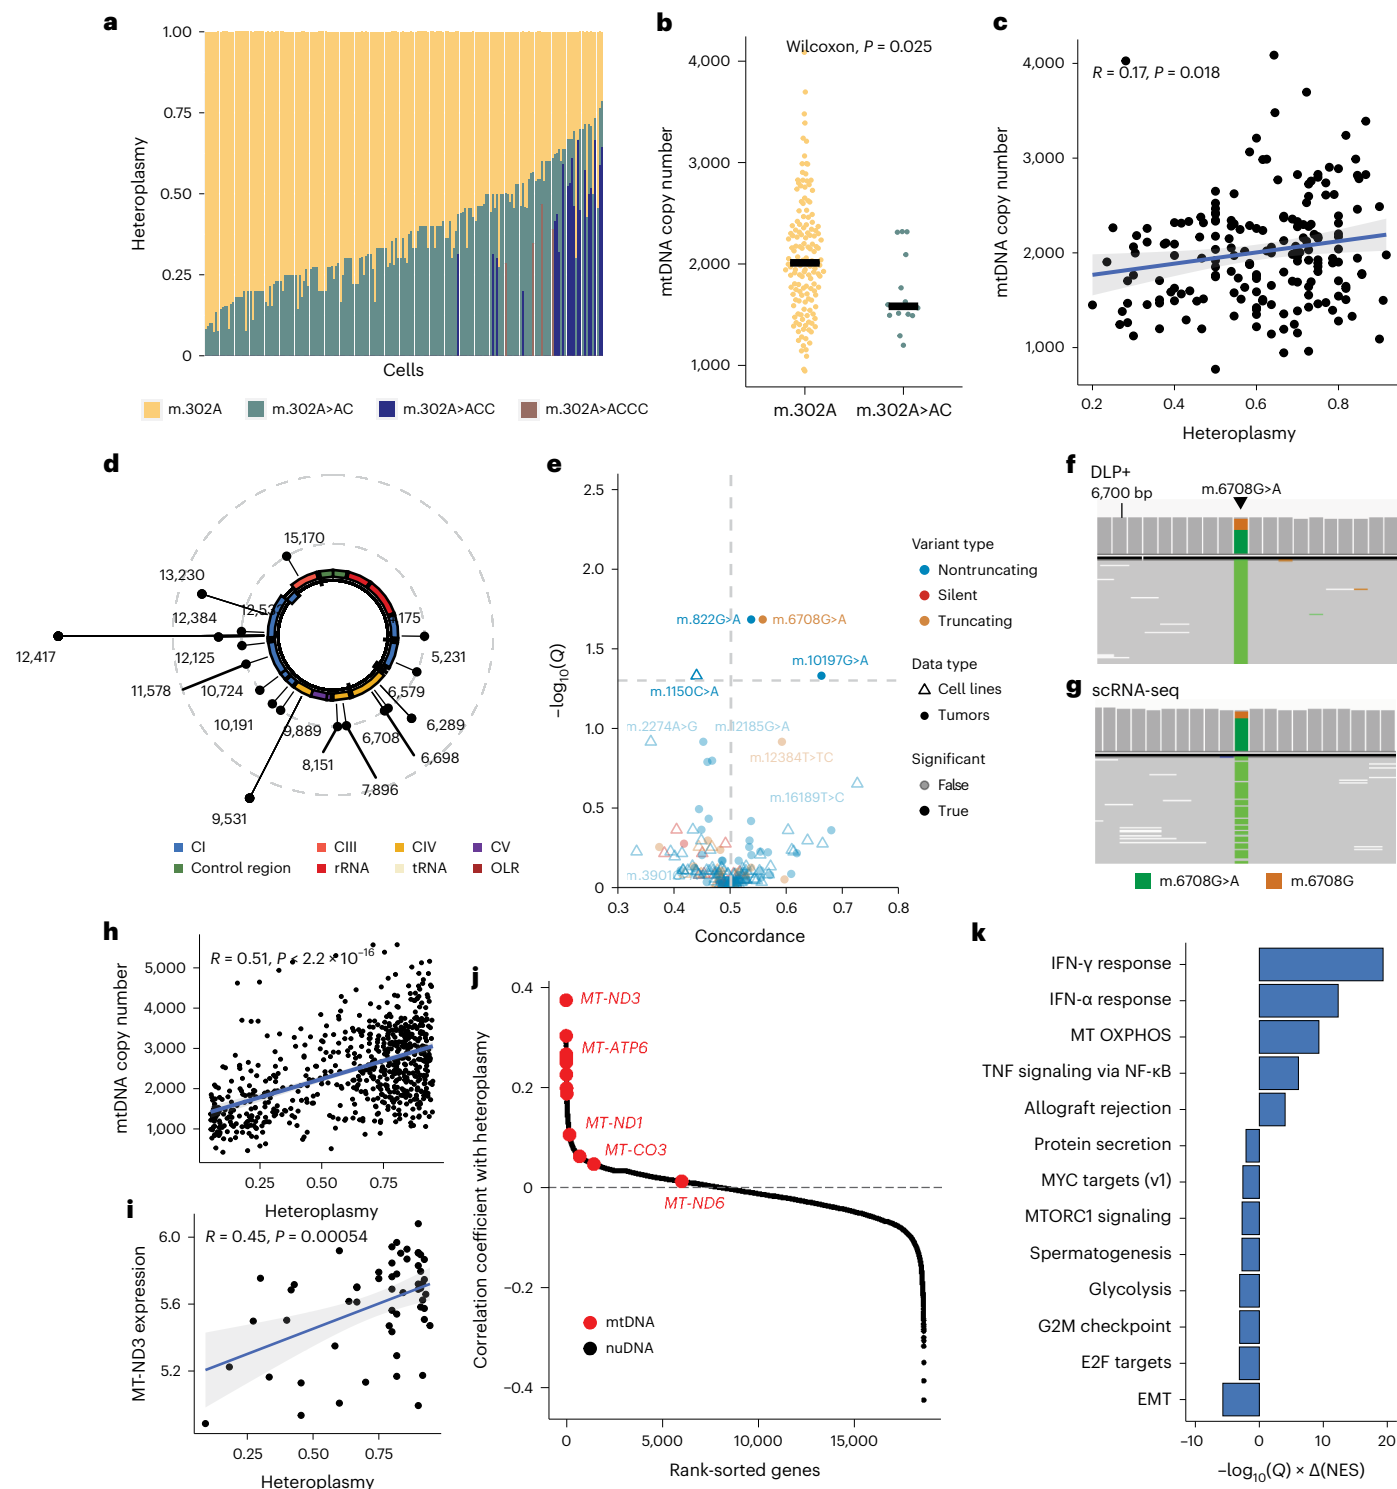 a
1.00
0.75
0.50
0.25
0
Heteroplasmy
Cells
m.302A
m.302A>AC
m.302A>ACC
m.302A>ACCC
b
Wilcoxon, P = 0.025
4,000
3,000
2,000
1,000
mtDNA copy number
m.302A
m.302A>AC
c
R = 0.17, P = 0.018
4,000
3,000
2,000
1,000
mtDNA copy number
0.2 0.4 0.6 0.8
Heteroplasmy
d
15,170
13,230
12,384
12,417
12,125
11,578
10,724
10,191
9,889
9,531
8,151
7,896
6,708
6,698
6,289
6,579
5,231
CI
CIII
CIV
CV
Control region
rRNA
tRNA
OLR
e
2.5
2.0
1.5
1.0
0.5
0
−log10(Q)
m.822G>A
m.6708G>A
m.10197G>A
m.1150C>A
m.2274A>G
m.12185G>A
m.12384T>TC
m.16189T>C
0.3 0.4 0.5 0.6 0.7 0.8
Concordance
Variant type
Nontruncating
Silent
Truncating
Data type
Cell lines
Tumors
Significant
False
True
f
DLP+
6,700 bp
m.6708G>A
g
scRNA-seq
m.6708G>A
m.6708G
h
R = 0.51, P < 2.2 × 10−16
5,000
4,000
3,000
2,000
1,000
mtDNA copy number
0.25 0.50 0.75
Heteroplasmy
i
R = 0.45, P = 0.00054
6.0
5.6
5.2
MT-ND3 expression
0.25 0.50 0.75
Heteroplasmy
j
0.4
0.2
0
−0.2
−0.4
Correlation coefficient with heteroplasmy
MT-ND3
MT-ATP6
MT-ND1
MT-CO3
MT-ND6
mtDNA
nuDNA
0 5,000 10,000 15,000
Rank-sorted genes
k
IFN-γ response
IFN-α response
MT OXPHOS
TNF signaling via NF-κB
Allograft rejection
Protein secretion
MYC targets (v1)
MTORC1 signaling
Spermatogenesis
Glycolysis
G2M checkpoint
E2F targets
EMT
−10 0 10 20
−log10(Q) × Δ(NES)